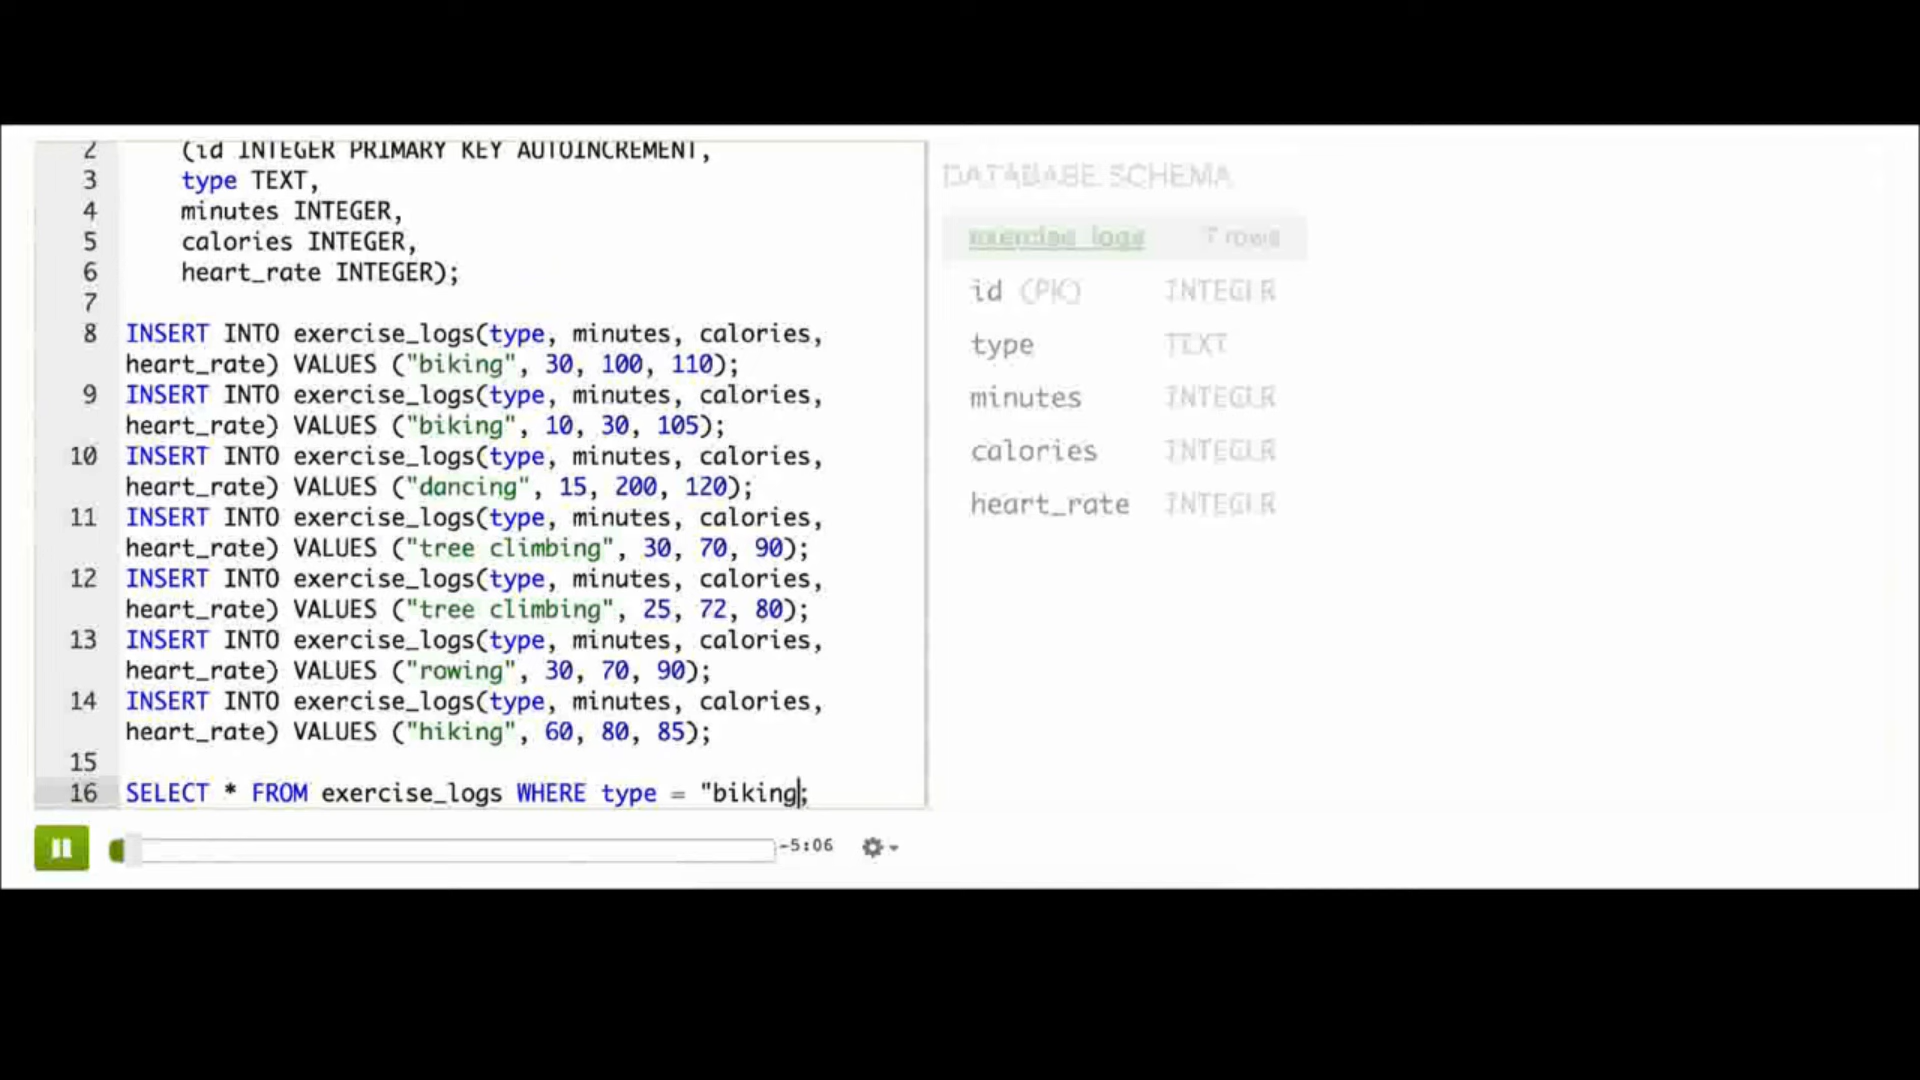 2 (id INTEGER PRIMARY KEY AUTOINCREMENT,
3 type TEXT,
4 minutes INTEGER,
5 calories INTEGER,
6 heart_rate INTEGER);
7
8 INSERT INTO exercise_logs(type, minutes, calories,
heart_rate) VALUES ("biking", 30, 100, 110);
9 INSERT INTO exercise_logs(type, minutes, calories,
heart_rate) VALUES ("biking", 10, 30, 105);
10 INSERT INTO exercise_logs(type, minutes, calories,
heart_rate) VALUES ("dancing", 15, 200, 120);
11 INSERT INTO exercise_logs(type, minutes, calories,
heart_rate) VALUES ("tree climbing", 30, 70, 90);
12 INSERT INTO exercise_logs(type, minutes, calories,
heart_rate) VALUES ("tree climbing", 25, 72, 80);
13 INSERT INTO exercise_logs(type, minutes, calories,
heart_rate) VALUES ("rowing", 30, 70, 90);
14 INSERT INTO exercise_logs(type, minutes, calories,
heart_rate) VALUES ("hiking", 60, 80, 85);
15
16 SELECT * FROM exercise_logs WHERE type = "biking;
-5:06
DATABASE SCHEMA
exercise_logs 7 rows
id (PK) INTEGER
type TEXT
minutes INTEGER
calories INTEGER
heart_rate INTEGER